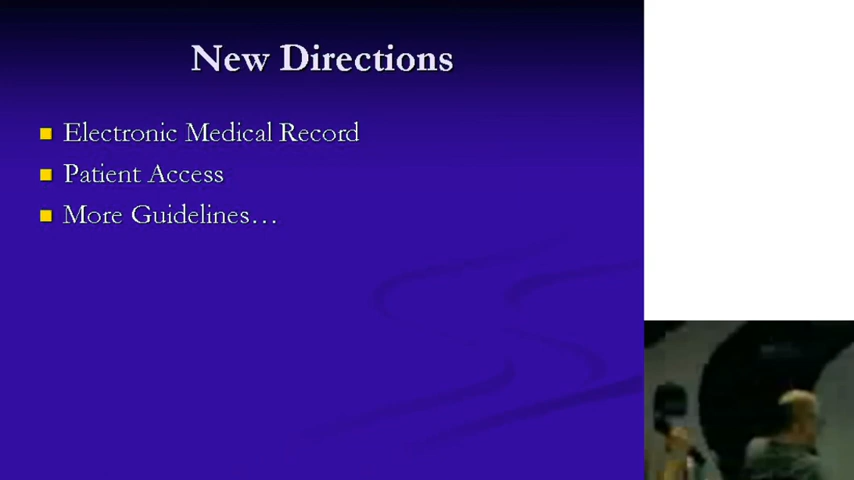 New Directions
Electronic Medical Record
Patient Access
More Guidelines…